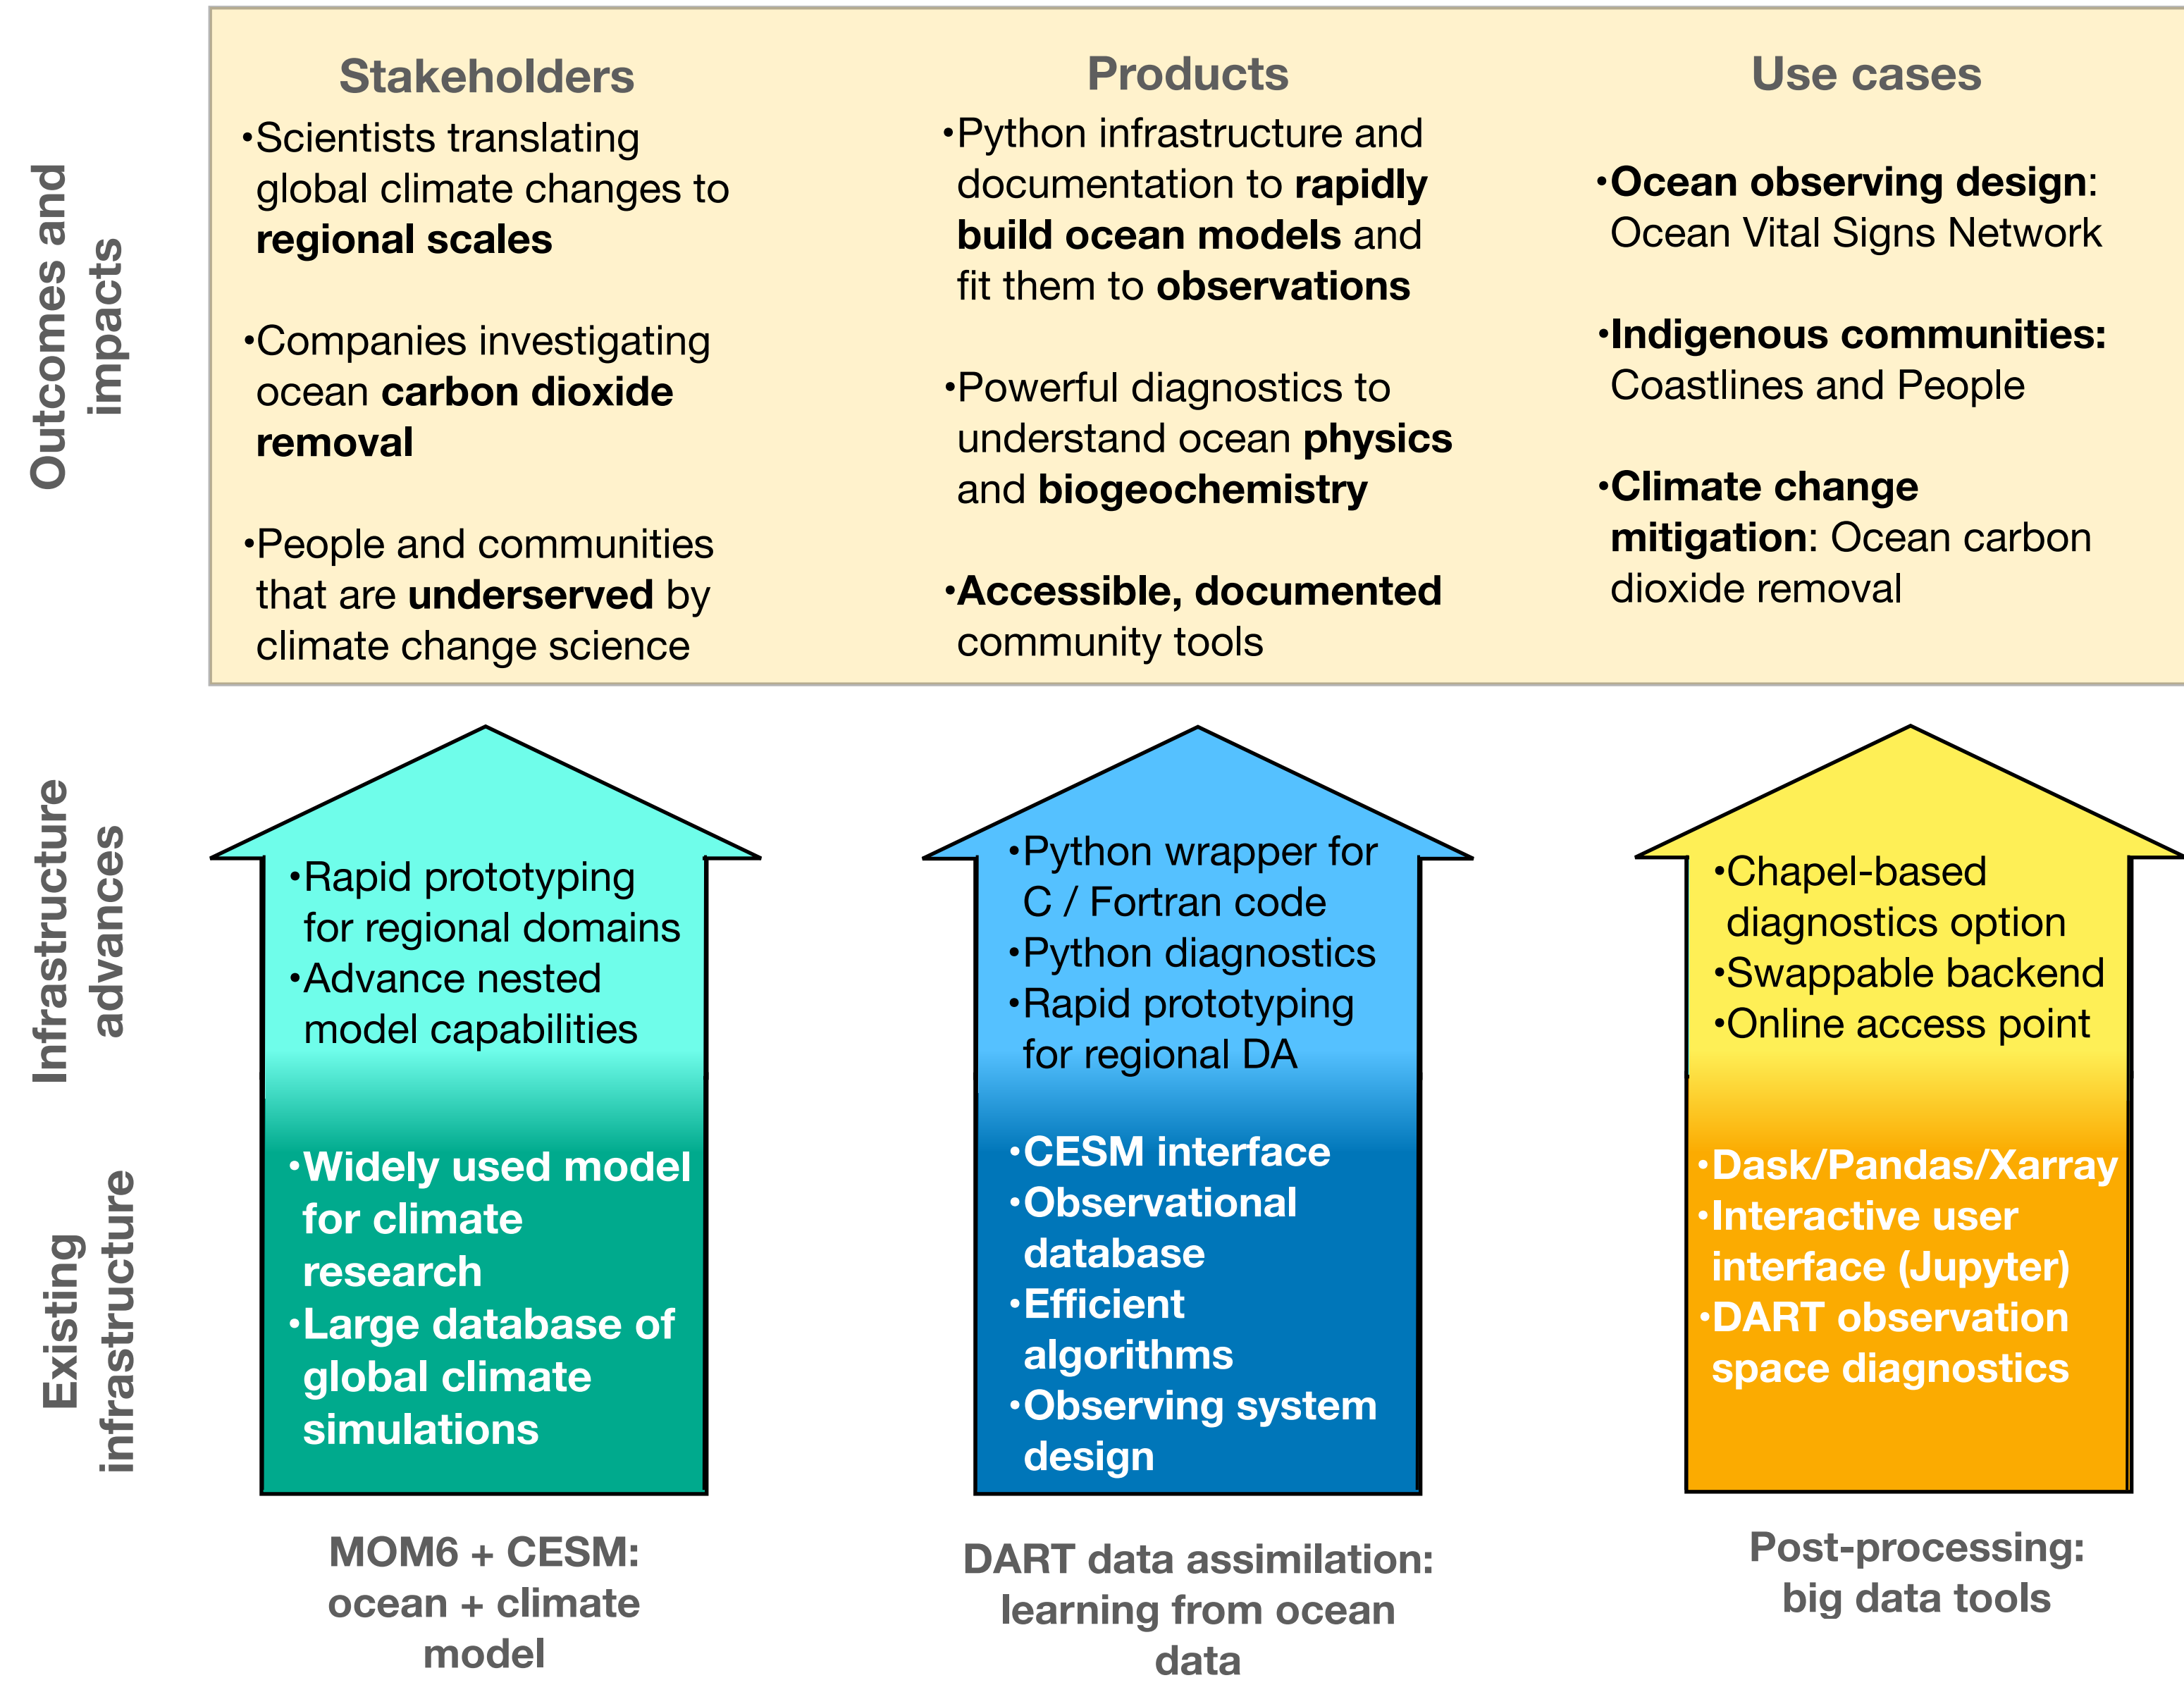 Outcomes and
impacts
Stakeholders
•Scientists translating
global climate changes to
regional scales
•Companies investigating
ocean carbon dioxide
removal
•People and communities
that are underserved by
climate change science
Products
•Python infrastructure and
documentation to rapidly
build ocean models and
fit them to observations
•Powerful diagnostics to
understand ocean physics
and biogeochemistry
•Accessible, documented
community tools
Use cases
•Ocean observing design:
Ocean Vital Signs Network
•Indigenous communities:
Coastlines and People
•Climate change
mitigation: Ocean carbon
dioxide removal
Infrastructure
advances
•Rapid prototyping
for regional domains
•Advance nested
model capabilities
•Python wrapper for
C / Fortran code
•Python diagnostics
•Rapid prototyping
for regional DA
•Chapel-based
diagnostics option
•Swappable backend
•Online access point
Existing
infrastructure
•Widely used model
for climate
research
•Large database of
global climate
simulations
•CESM interface
•Observational
database
•Efficient
algorithms
•Observing system
design
•Dask/Pandas/Xarray
•Interactive user
interface (Jupyter)
•DART observation
space diagnostics
MOM6 + CESM:
ocean + climate
model
DART data assimilation:
learning from ocean
data
Post-processing:
big data tools